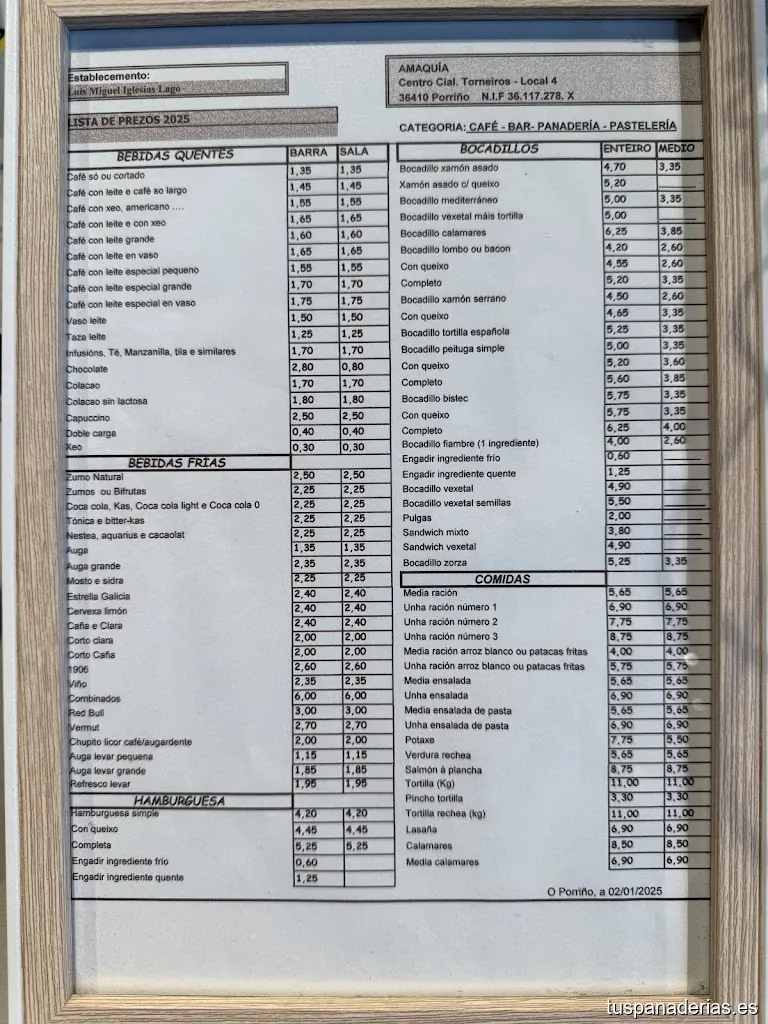 Establecemento:
Luis Miguel Iglesias Lago
LISTA DE PREZOS 2025
AMAQUÍA
Centro Cial. Torneiros - Local 4
36410 Porriño N.I.F 36.117.278. X
CATEGORIA: CAFÉ - BAR- PANADERÍA - PASTELERÍA
BEBIDAS QUENTES BARRA SALA
Café só ou cortado 1,35 1,35
Café con leite e café so largo 1,45 1,45
Café con xeo, americano .... 1,55 1,55
Café con leite e con xeo 1,65 1,65
Café con leite grande 1,60 1,60
Café con leite en vaso 1,65 1,65
Café con leite especial pequeno 1,55 1,55
Café con leite especial grande 1,70 1,70
Café con leite especial en vaso 1,75 1,75
Vaso leite 1,50 1,50
Taza leite 1,25 1,25
Infusións, Té, Manzanilla, tila e similares 1,70 1,70
Chocolate 2,80 0,80
Colacao 1,70 1,70
Colacao sin lactosa 1,80 1,80
Capuccino 2,50 2,50
Doble carga 0,40 0,40
Xeo 0,30 0,30
BEBIDAS FRÍAS
Zumo Natural 2,50 2,50
Zumos ou Bifrutas 2,25 2,25
Coca cola, Kas, Coca cola light e Coca cola 0 2,25 2,25
Tónica e bitter-kas 2,25 2,25
Nestea, aquarius e cacaolat 2,25 2,25
Auga 1,35 1,35
Auga grande 2,35 2,35
Mosto e sidra 2,25 2,25
Estrella Galicia 2,40 2,40
Cervexa limón 2,40 2,40
Caña e Clara 2,40 2,40
Corto clara 2,00 2,00
Corto Caña 2,00 2,00
1906 2,60 2,60
Viño 2,35 2,35
Combinados 6,00 6,00
Red Bull 3,00 3,00
Vermut 2,70 2,70
Chupito licor café/augardente 2,00 2,00
Auga levar pequena 1,15 1,15
Auga levar grande 1,85 1,85
Refresco levar 1,95 1,95
HAMBURGUESA
Hamburguesa simple 4,20 4,20
Con queixo 4,45 4,45
Completa 5,25 5,25
Engadir ingrediente frío 0,60
Engadir ingrediente quente 1,25
BOCADILLOS ENTEIRO MEDIO
Bocadillo xamón asado 4,70 3,35
Xamón asado c/ queixo 5,20
Bocadillo mediterráneo 5,00 3,35
Bocadillo vexetal máis tortilla 5,00
Bocadillo calamares 6,25 3,85
Bocadillo lombo ou bacon 4,20 2,60
Con queixo 4,55 2,60
Completo 5,20 3,35
Bocadillo xamón serrano 4,50 2,60
Con queixo 4,65 3,35
Bocadillo tortilla española 5,25 3,35
Bocadillo peituga simple 5,00 3,35
Con queixo 5,20 3,60
Completo 5,60 3,85
Bocadillo bistec 5,75 3,35
Con queixo 5,75 3,35
Completo 6,25 4,00
Bocadillo fiambre (1 ingrediente) 4,00 2,60
Engadir ingrediente frío 0,60
Engadir ingrediente quente 1,25
Bocadillo vexetal 4,90
Bocadillo vexetal semillas 5,50
Pulgas 2,00
Sandwich mixto 3,80
Sandwich vexetal 4,90
Bocadillo zorza 5,25 3,35
COMIDAS
Media ración 5,65 5,65
Unha ración número 1 6,90 6,90
Unha ración número 2 7,75 7,75
Unha ración número 3 8,75 8,75
Media ración arroz blanco ou patacas fritas 4,00 4,00
Unha ración arroz blanco ou patacas fritas 5,75 5,75
Media ensalada 5,65 5,65
Unha ensalada 6,90 6,90
Media ensalada de pasta 5,65 5,65
Unha ensalada de pasta 6,90 6,90
Potaxe 7,75 5,50
Verdura rechea 5,65 5,65
Salmón á plancha 8,75 8,75
Tortilla (Kg) 11,00 11,00
Pincho tortilla 3,30 3,30
Tortilla rechea (kg) 11,00 11,00
Lasaña 6,90 6,90
Calamares 8,50 8,50
Media calamares 6,90 6,90
O Porriño, a 02/01/2025
tuspanaderias.es